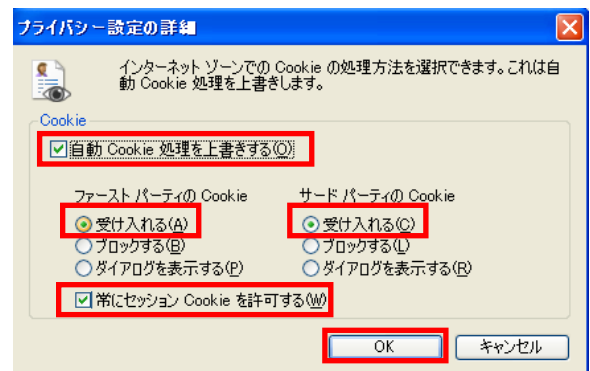 プライバシー設定の詳細
インターネット ゾーンでの Cookie の処理方法を選択できます。これは自
動 Cookie 処理を上書きします。
Cookie
自動 Cookie 処理を上書きする(O)
ファースト パーティの Cookie サード パーティの Cookie
受け入れる(A) 受け入れる(C)
ブロックする(B) ブロックする(L)
ダイアログを表示する(P) ダイアログを表示する(R)
常にセッション Cookie を許可する(W)
OK キャンセル